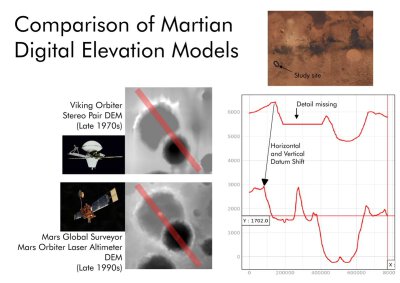 Comparison of Martian
Digital Elevation Models
Study site
Viking Orbiter
Stereo Pair DEM
(Late 1970s)
Mars Global Surveyor
Mars Orbiter Laser Altimeter
DEM
(Late 1990s)
Detail missing
Horizontal
and Vertical
Datum Shift
6000
5000
4000
3000
2000
1000
0
Y : 1702.0
X :
0
200000
400000
600000